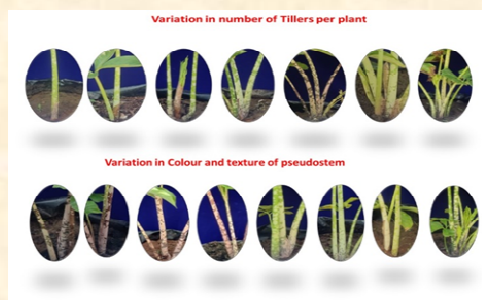 Variation in number of Tillers per plant
Variation in Colour and texture of pseudostem